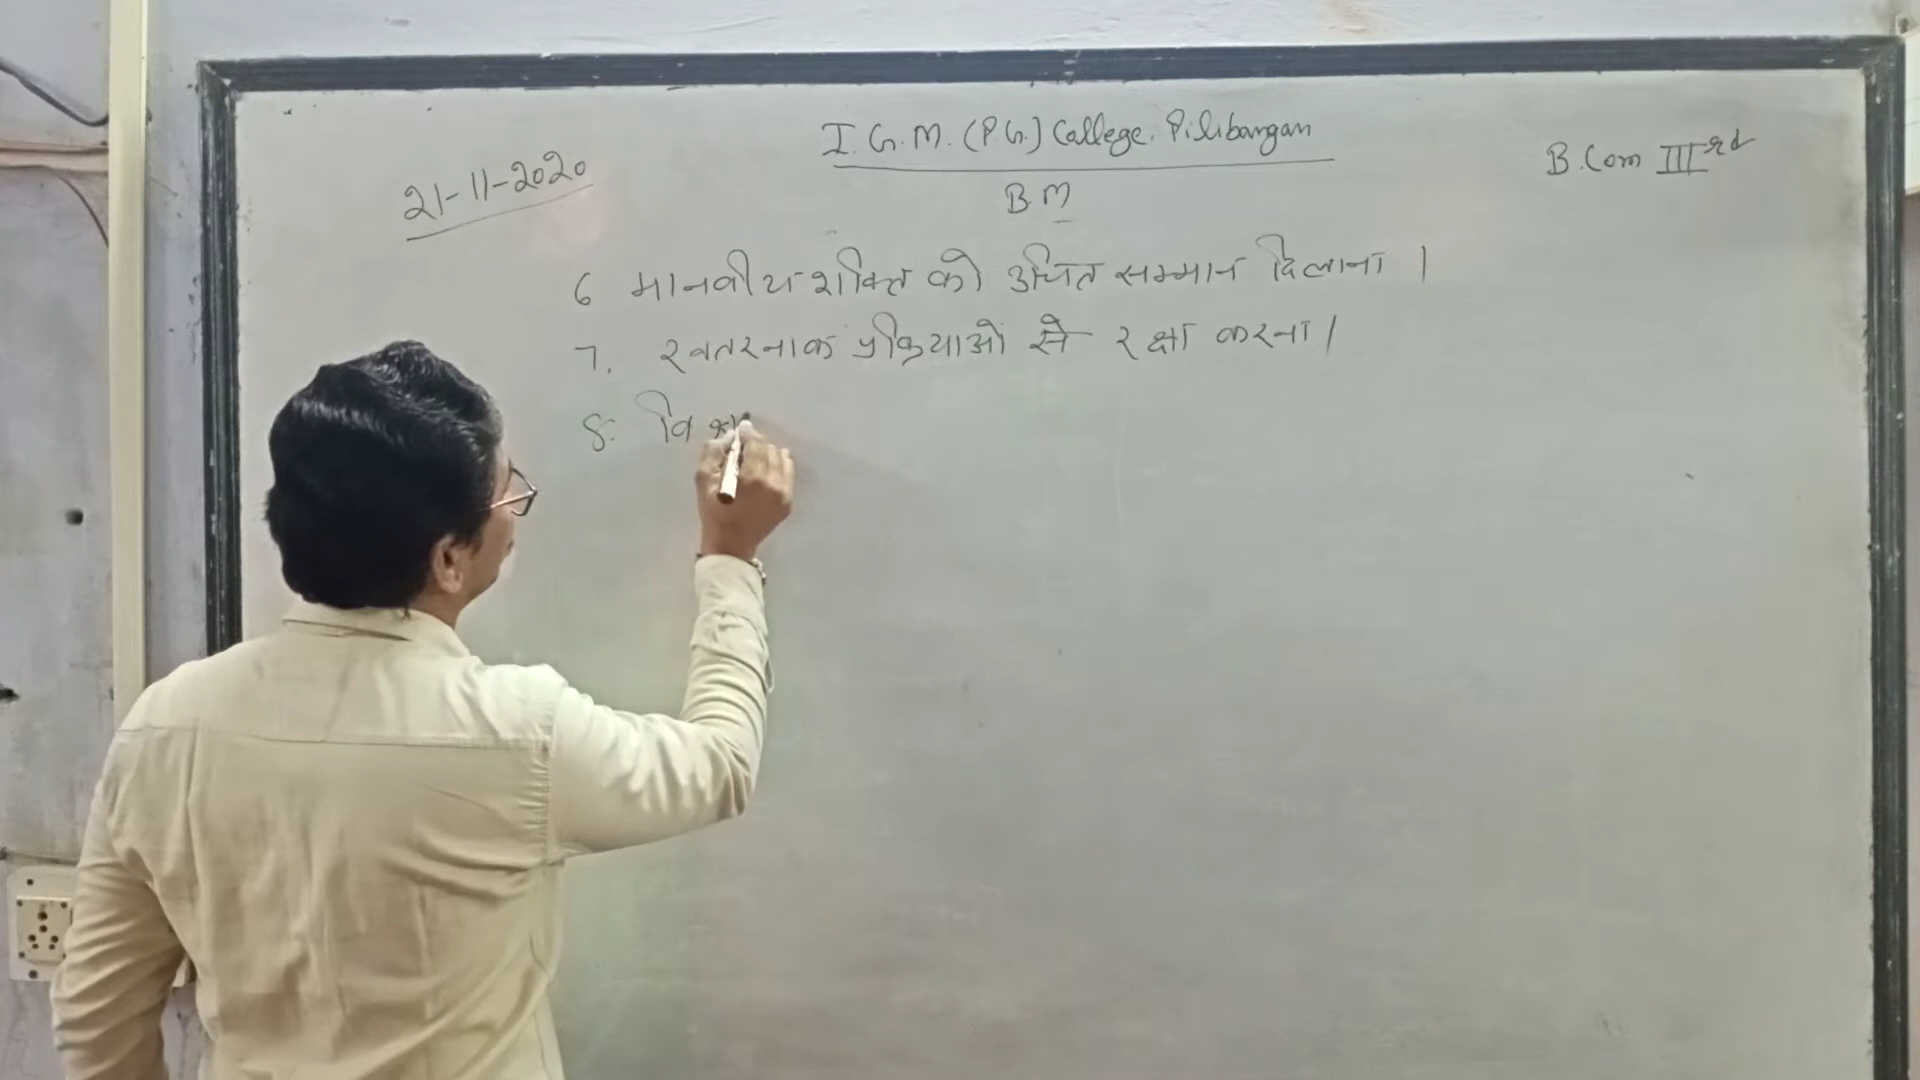 I.G.M. (P.G.) College. Pilibangan
21-11-2020
B.Com IIIrd
B.M
6 मानवीय शक्ति को उचित सम्मान दिलाना ।
7. खतरनाक प्रक्रियाओं से रक्षा करना ।
8.